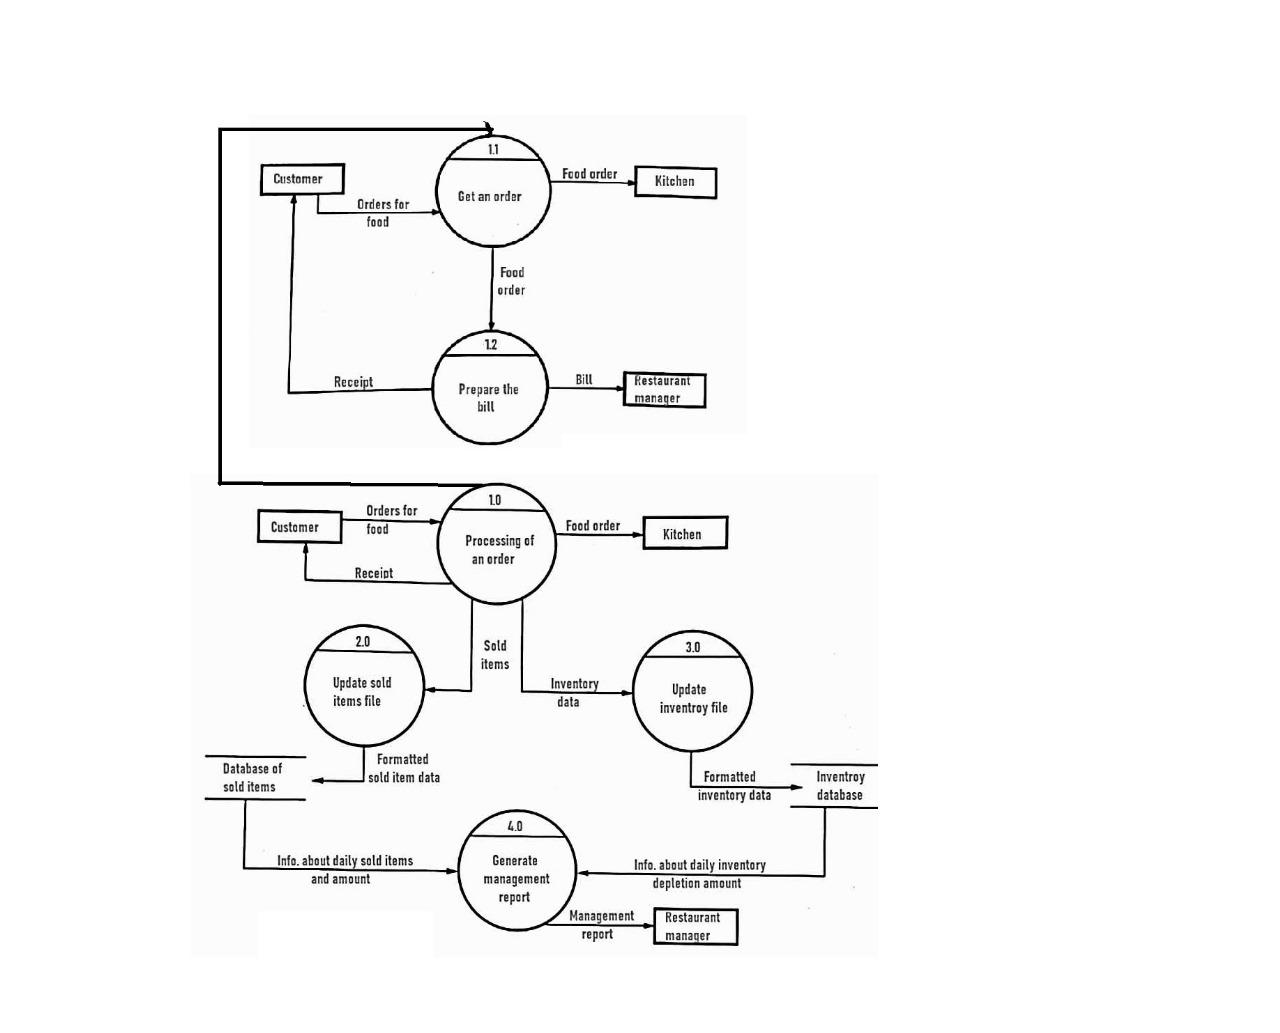 1.1
Customer
Food order
Kitchen
Get an order
Orders for
food
Food
order
1.2
Receipt
Prepare the
bill
Bill
Restaurant
manager
1.0
Customer
Orders for
food
Food order
Kitchen
Processing of
an order
Receipt
2.0
Sold
items
3.0
Update sold
items file
Inventory
data
Update
inventroy file
Database of
sold items
Formatted
sold item data
Formatted
inventory data
Inventroy
database
4.0
Info. about daily sold items
and amount
Generate
management
report
Info. about daily inventory
depletion amount
Management
report
Restaurant
manager